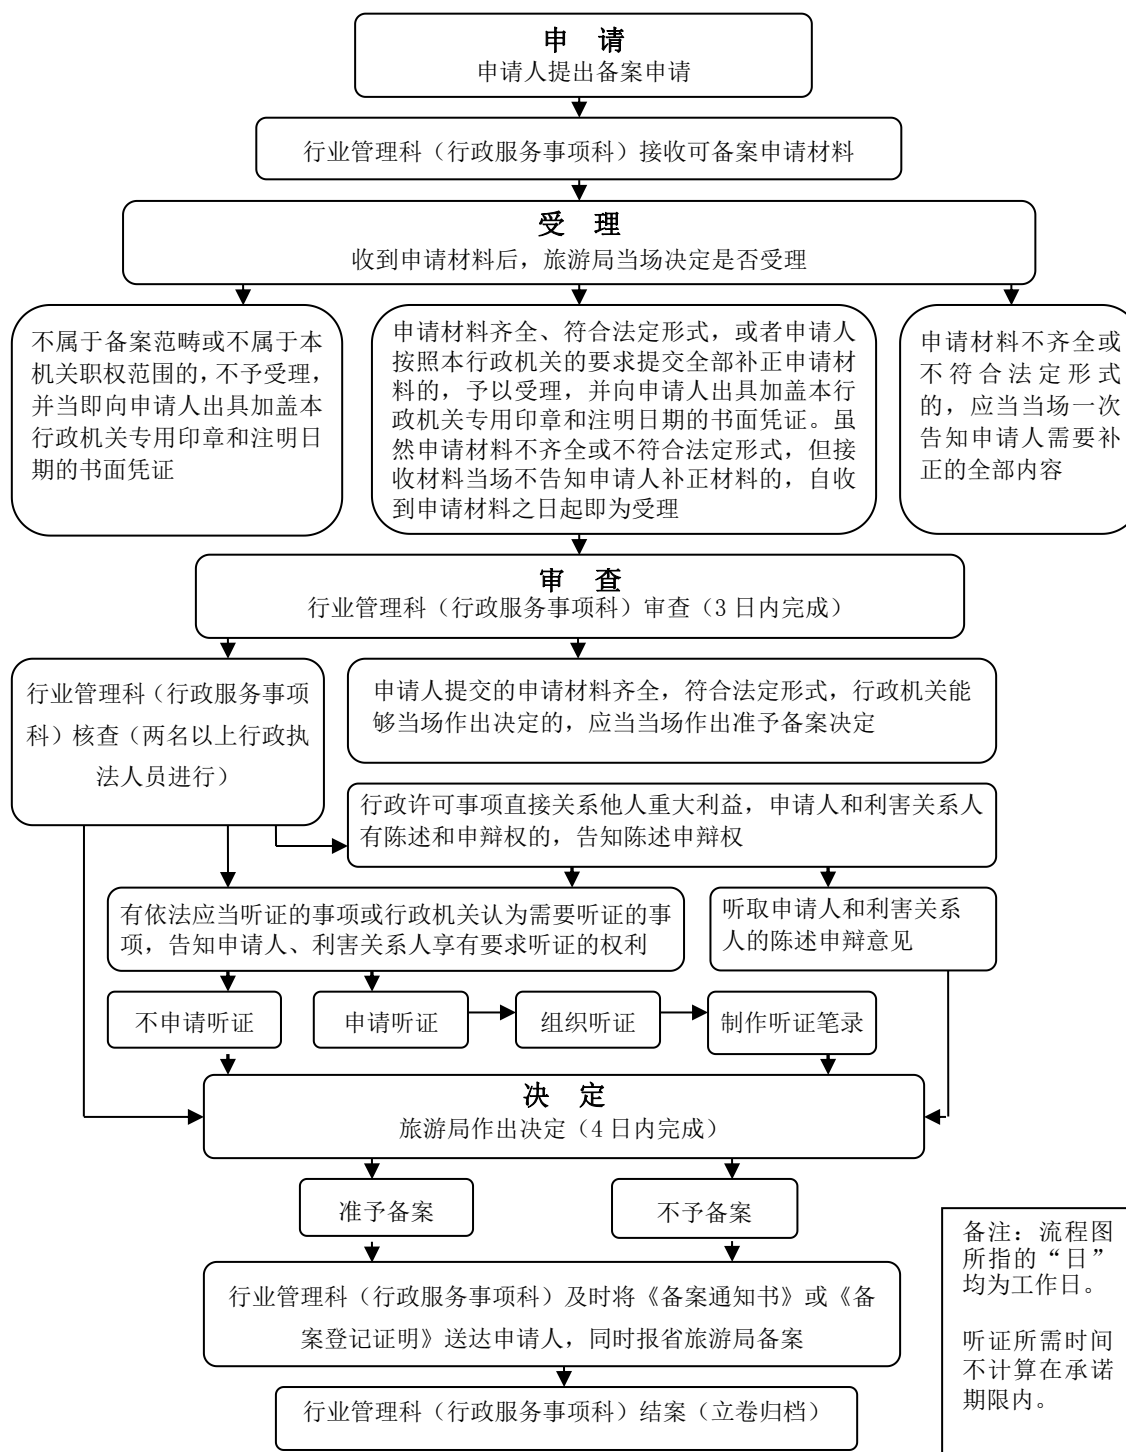 申 请
申请人提出备案申请
行业管理科（行政服务事项科）接收可备案申请材料
受 理
收到申请材料后，旅游局当场决定是否受理
不属于备案范畴或不属于本
机关职权范围的，不予受理，
并当即向申请人出具加盖本
行政机关专用印章和注明日
期的书面凭证
申请材料齐全、符合法定形式，或者申请人
按照本行政机关的要求提交全部补正申请材
料的，予以受理，并向申请人出具加盖本行
政机关专用印章和注明日期的书面凭证。虽
然申请材料不齐全或不符合法定形式，但接
收材料当场不告知申请人补正材料的，自收
到申请材料之日起即为受理
申请材料不齐全或
不符合法定形式
的，应当当场一次
告知申请人需要补
正的全部内容
审 查
行业管理科（行政服务事项科）审查（3 日内完成）
行业管理科（行政服务事项
科）核查（两名以上行政执
法人员进行）
申请人提交的申请材料齐全，符合法定形式，行政机关能
够当场作出决定的，应当当场作出准予备案决定
行政许可事项直接关系他人重大利益，申请人和利害关系人
有陈述和申辩权的，告知陈述申辩权
有依法应当听证的事项或行政机关认为需要听证的事
项，告知申请人、利害关系人享有要求听证的权利
听取申请人和利害关系
人的陈述申辩意见
不申请听证
申请听证
组织听证
制作听证笔录
决 定
旅游局作出决定（4 日内完成）
准予备案
不予备案
行业管理科（行政服务事项科）及时将《备案通知书》或《备
案登记证明》送达申请人，同时报省旅游局备案
行业管理科（行政服务事项科）结案（立卷归档）
备注：流程图
所指的“日”
均为工作日。
听证所需时间
不计算在承诺
期限内。